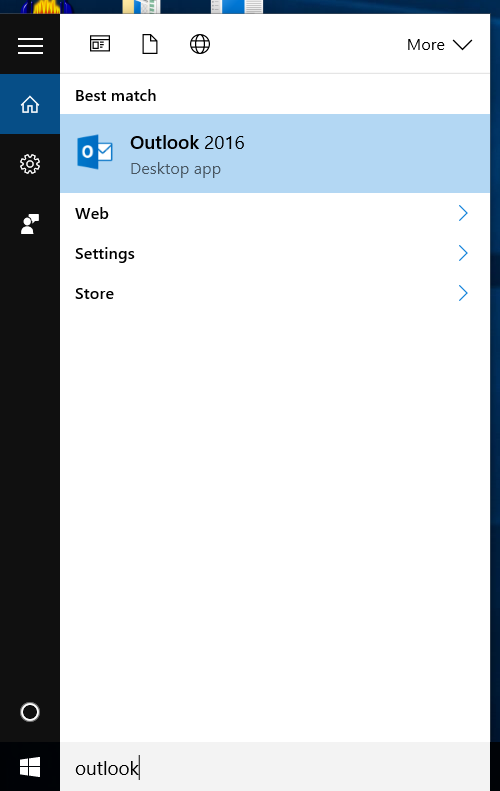 More
Best match
Outlook 2016
Desktop app
Web
Settings
Store
outlook